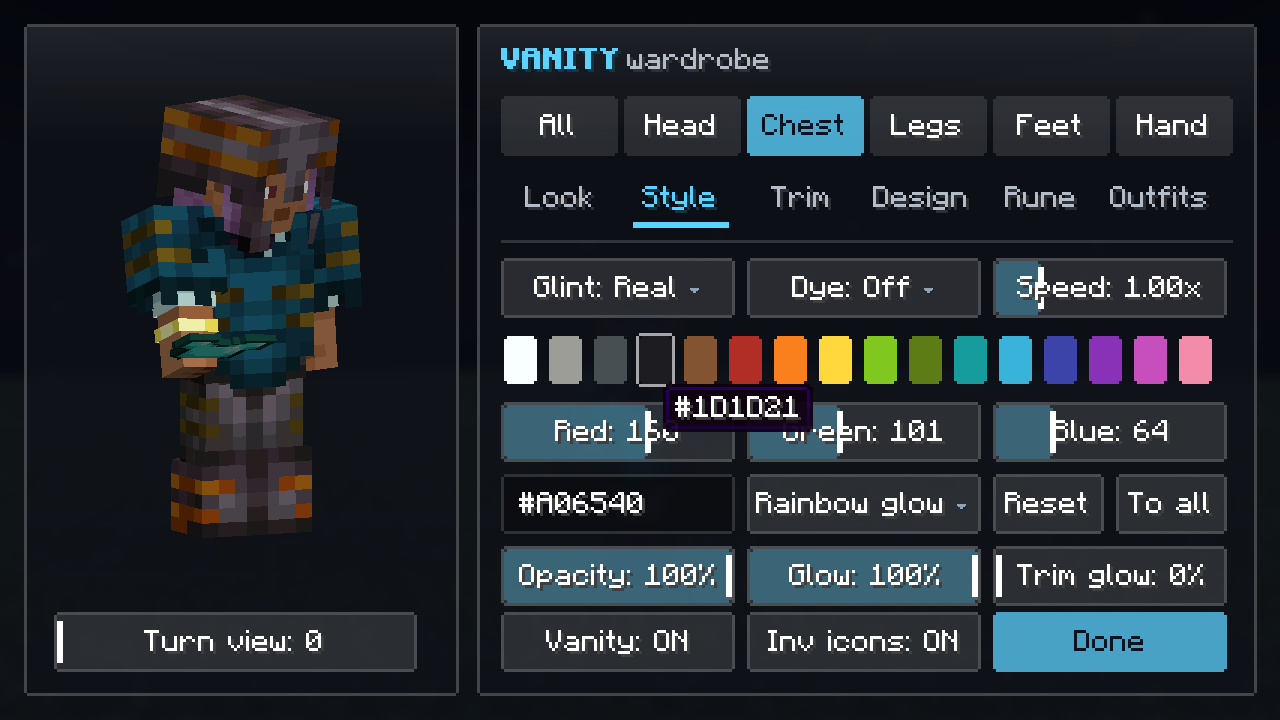 VANITY wardrobe
All Head Chest Legs Feet Hand
Look Style Trim Design Rune Outfits
Glint: Real Dye: Off Speed: 1.00x
#1D1D21
Red: 160 Green: 101 Blue: 64
#A06540 Rainbow glow Reset To all
Opacity: 100% Glow: 100% Trim glow: 0%
Turn view: 0 Vanity: ON Inv icons: ON Done